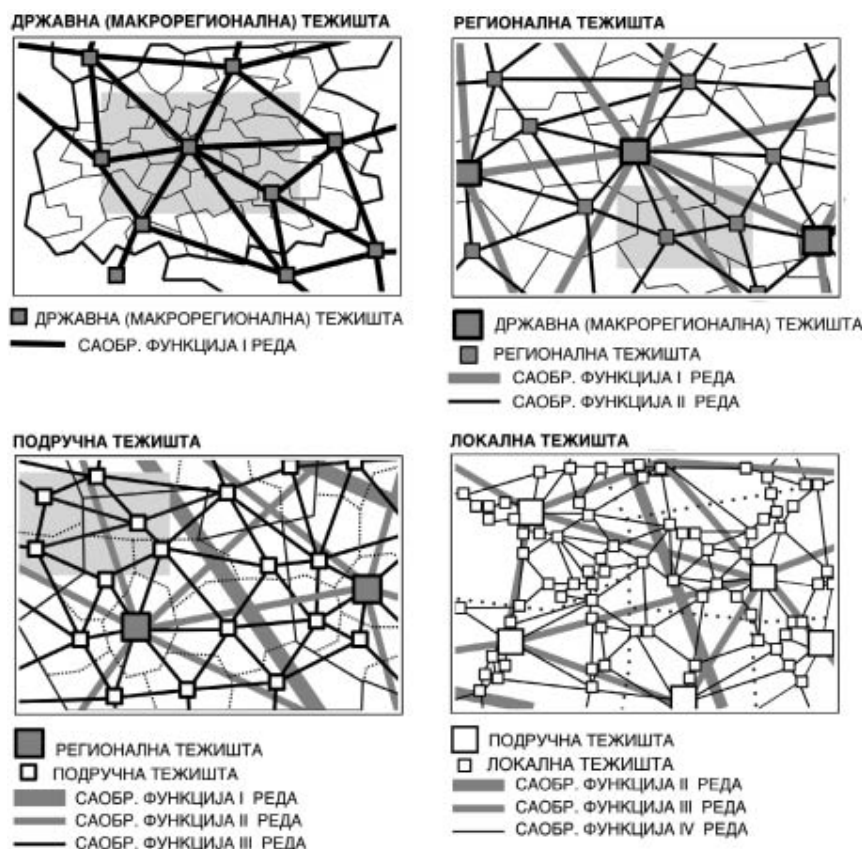 ДРЖАВНА (МАКРОРЕГИОНАЛНА) ТЕЖИШТА
ДРЖАВНА (МАКРОРЕГИОНАЛНА) ТЕЖИШТА
САОБР. ФУНКЦИЈА I РЕДА
РЕГИОНАЛНА ТЕЖИШТА
ДРЖАВНА (МАКРОРЕГИОНАЛНА) ТЕЖИШТА
РЕГИОНАЛНА ТЕЖИШТА
САОБР. ФУНКЦИЈА I РЕДА
САОБР. ФУНКЦИЈА II РЕДА
ПОДРУЧНА ТЕЖИШТА
РЕГИОНАЛНА ТЕЖИШТА
ПОДРУЧНА ТЕЖИШТА
САОБР. ФУНКЦИЈА I РЕДА
САОБР. ФУНКЦИЈА II РЕДА
САОБР. ФУНКЦИЈА III РЕДА
ЛОКАЛНА ТЕЖИШТА
ПОДРУЧНА ТЕЖИШТА
ЛОКАЛНА ТЕЖИШТА
САОБР. ФУНКЦИЈА II РЕДА
САОБР. ФУНКЦИЈА III РЕДА
САОБР. ФУНКЦИЈА IV РЕДА